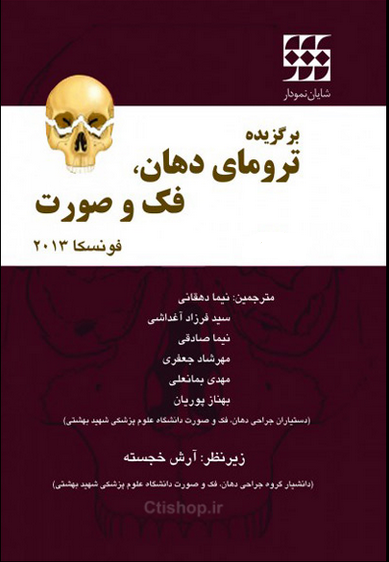 شایان‌نمودار
برگزیده
ترومای دهان،
فک و صورت
فونسکا ۲۰۱۳
مترجمین: نیما دهقانی
سید فرزاد آغداشی
نیما صادقی
مهرشاد جعفری
مهدی بمانعلی
بهناز پوریان
(دستیاران جراحی دهان، فک و صورت دانشگاه علوم پزشکی شهید بهشتی)
زیرنظر: آرش خجسته
(دانشیار گروه جراحی دهان، فک و صورت دانشگاه علوم پزشکی شهید بهشتی)
Ctishop.ir